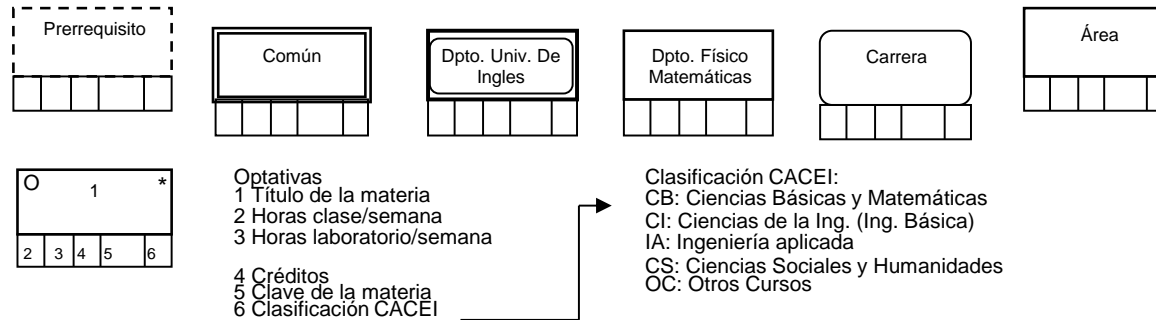 Prerrequisito
Común
Dpto. Univ. De
Ingles
Dpto. Físico
Matemáticas
Carrera
Área
O 1 *
2 3 4 5 6
Optativas
1 Título de la materia
2 Horas clase/semana
3 Horas laboratorio/semana
4 Créditos
5 Clave de la materia
6 Clasificación CACEI
Clasificación CACEI:
CB: Ciencias Básicas y Matemáticas
CI: Ciencias de la Ing. (Ing. Básica)
IA: Ingeniería aplicada
CS: Ciencias Sociales y Humanidades
OC: Otros Cursos